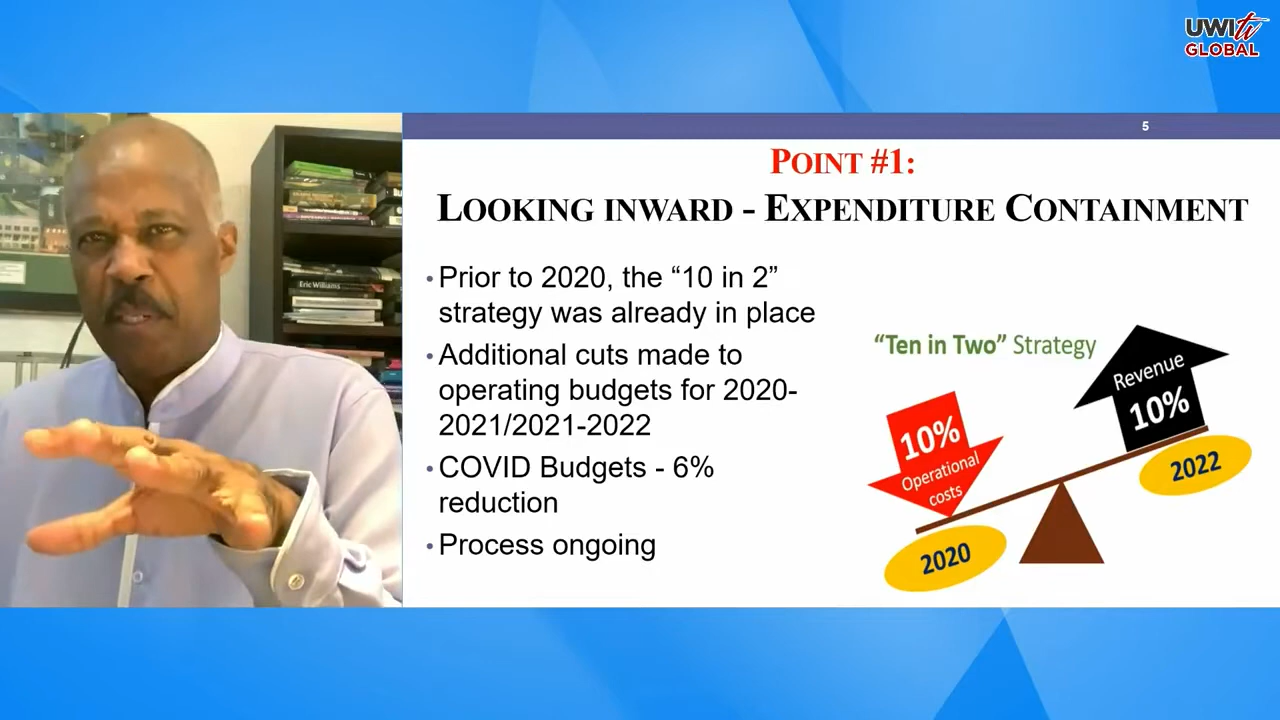 UWItv
GLOBAL
5
POINT #1:
LOOKING INWARD - EXPENDITURE CONTAINMENT
• Prior to 2020, the “10 in 2”
strategy was already in place
• Additional cuts made to
operating budgets for 2020-
2021/2021-2022
• COVID Budgets - 6%
reduction
• Process ongoing
“Ten in Two” Strategy
10%
Operational
costs
2020
Revenue
10%
2022
Eric Williams